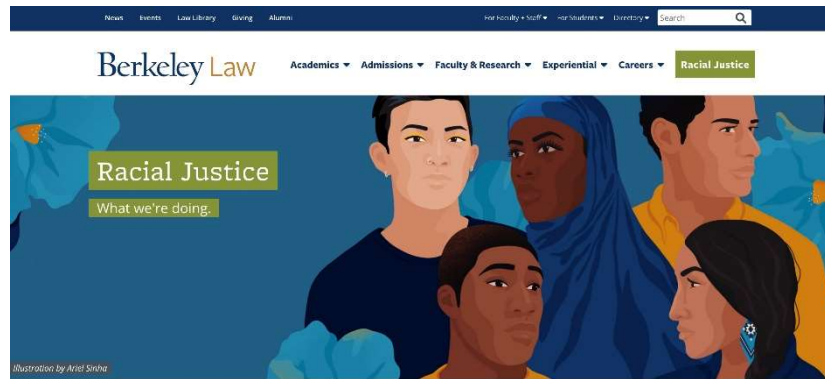 News Events Law Library Giving Alumni For Faculty + Staff For Students Directory Search
Berkeley Law Academics Admissions Faculty & Research Experiential Careers Racial Justice
Racial Justice
What we're doing.
Illustration by Ariel Sinha